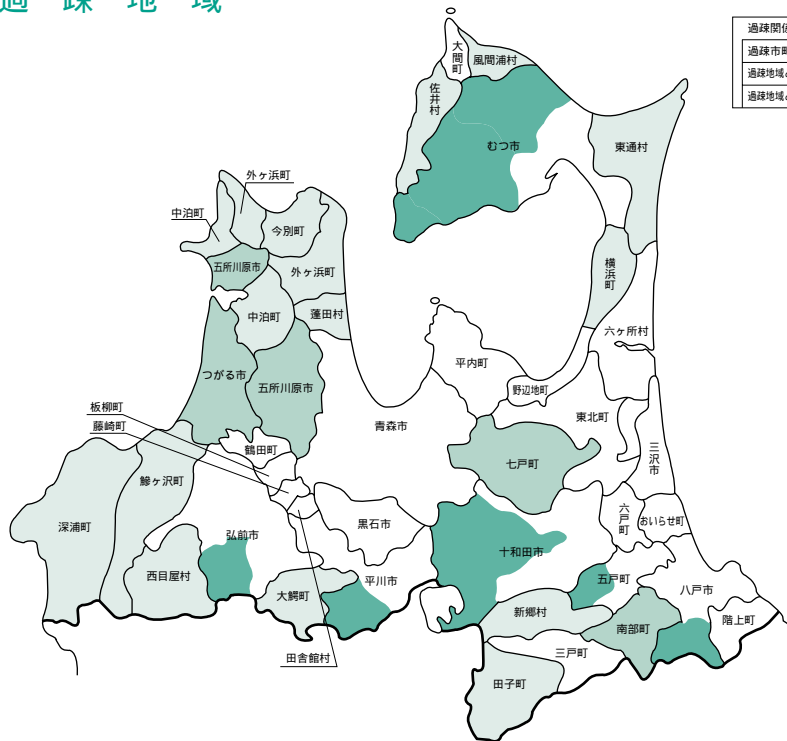 過疎地域
過疎関係
過疎市町
過疎地域
過疎地域
大間町
風間浦村
佐井村
むつ市
東通村
外ヶ浜町
中泊町
今別町
五所川原市
外ヶ浜町
横浜町
中泊町
蓬田村
六ヶ所村
平内町
つがる市
五所川原市
野辺地町
板柳町
藤崎町
青森市
東北町
鶴田町
七戸町
三沢市
鰺ヶ沢町
深浦町
黒石市
六戸町
おいらせ町
弘前市
十和田市
西目屋村
平川市
五戸町
八戸市
大鰐町
新郷村
南部町
階上町
田舎館村
三戸町
田子町